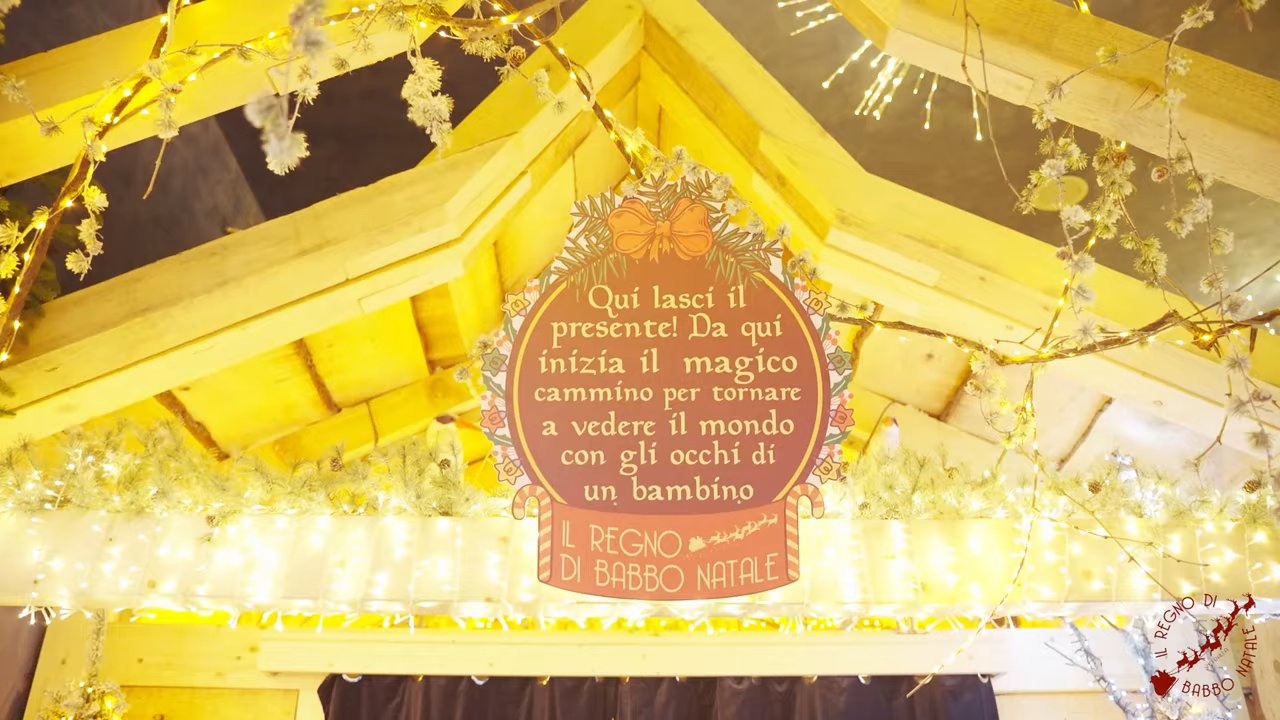 Qui lasci il
presente! Da qui
inizia il magico
cammino per tornare
a vedere il mondo
con gli occhi di
un bambino
IL REGNO
DI BABBO NATALE
IL REGNO DI
BABBO NATALE